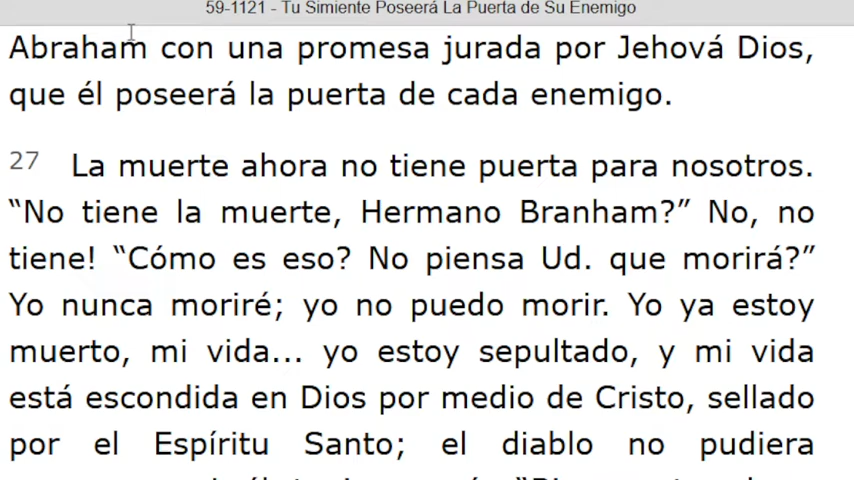 59-1121 - Tu Simiente Poseerá La Puerta de Su Enemigo
Abraham con una promesa jurada por Jehová Dios,
que él poseerá la puerta de cada enemigo.
27 La muerte ahora no tiene puerta para nosotros.
“No tiene la muerte, Hermano Branham?” No, no
tiene! “Cómo es eso? No piensa Ud. que morirá?”
Yo nunca moriré; yo no puedo morir. Yo ya estoy
muerto, mi vida... yo estoy sepultado, y mi vida
está escondida en Dios por medio de Cristo, sellado
por el Espíritu Santo; el diablo no pudiera